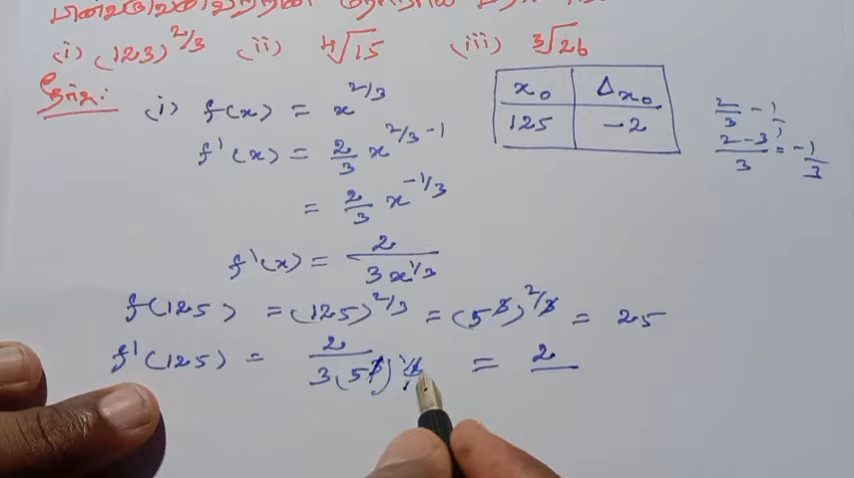 (i) (123)^2/3 (ii) ∜15 (iii) ∛26
தீர்வு:
(i) f(x) = x^2/3
f'(x) = 2/3 x^2/3 - 1
= 2/3 x^-1/3
f'(x) = 2/3x^1/3
f(125) = (125)^2/3 = (5^3)^2/3 = 25
f'(125) = 2/3(5^3)^1/3 = 2
x₀ Δx₀
125 -2
2/3 - 1/1
2-3/3 = -1/3